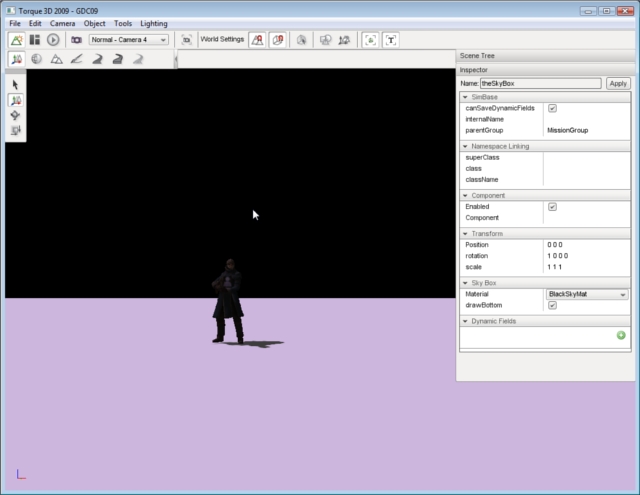 Torque 3D 2009 - GDC09
File Edit Camera Object Tools Lighting
Normal - Camera 4 World Settings
Scene Tree
Inspector
Name: theSkyBox Apply
SimBase
canSaveDynamicFields
internalName
parentGroup MissionGroup
Namespace Linking
superClass
class
className
Component
Enabled
Component
Transform
Position 0 0 0
rotation 1 0 0 0
scale 1 1 1
Sky Box
Material BlackSkyMat
drawBottom
Dynamic Fields